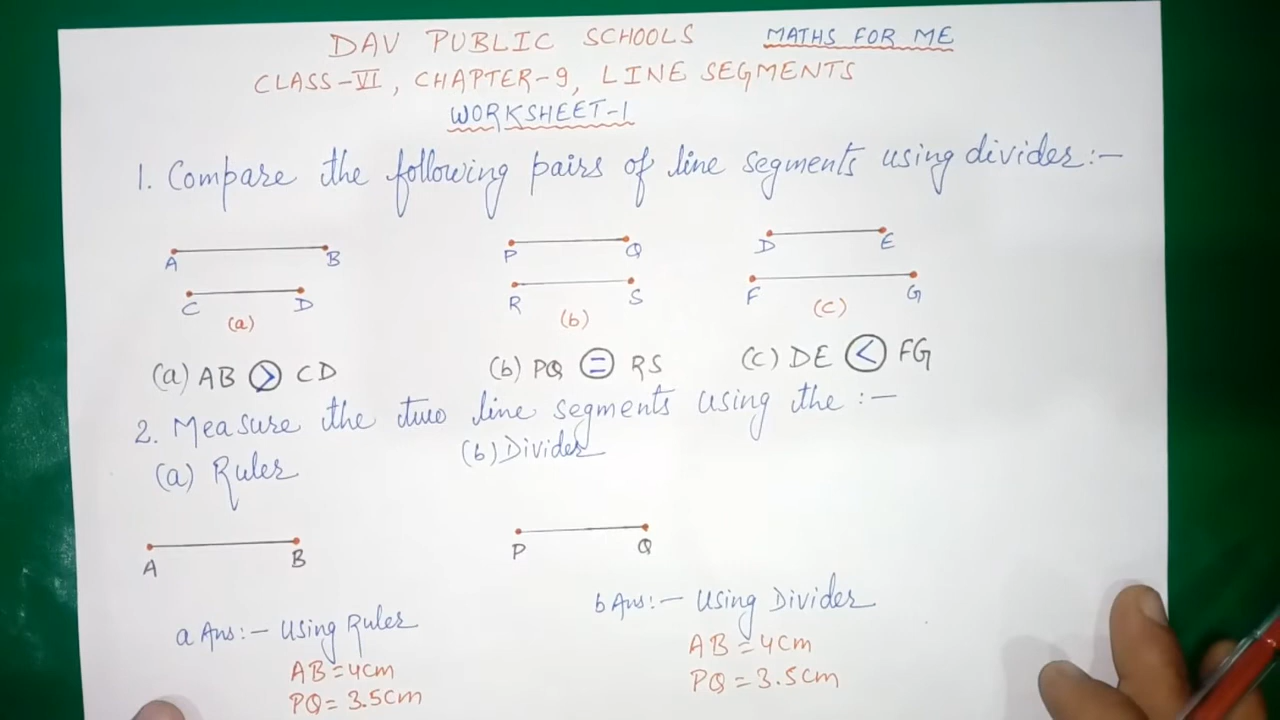 DAV PUBLIC SCHOOLS MATHS FOR ME
CLASS-VI, CHAPTER-9, LINE SEGMENTS
WORKSHEET-1
1. Compare the following pairs of line segments using divider:-
A B
C D
(a)
P Q
R S
(b)
D E
F G
(c)
(a) AB > CD
(b) PQ = RS
(c) DE < FG
2. Measure the two line segments using the :-
(a) Ruler
(b) Divider
A B
P Q
a Ans:- Using Ruler
AB = 4cm
PQ = 3.5cm
b Ans:- Using Divider
AB = 4cm
PQ = 3.5cm